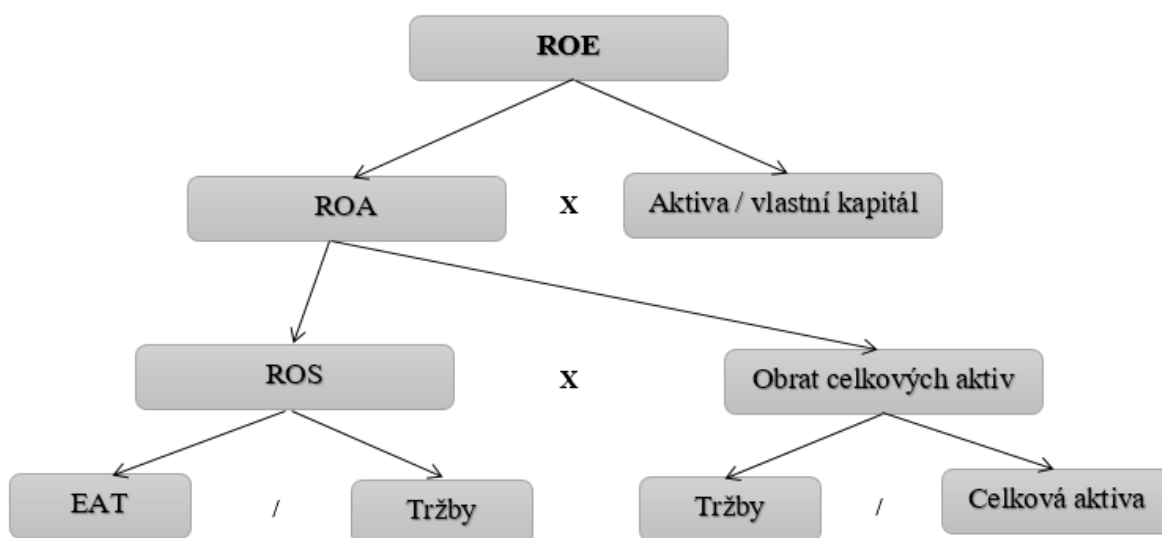 ROE
ROA X Aktiva / vlastní kapitál
ROS X Obrat celkových aktiv
EAT / Tržby Tržby / Celková aktiva